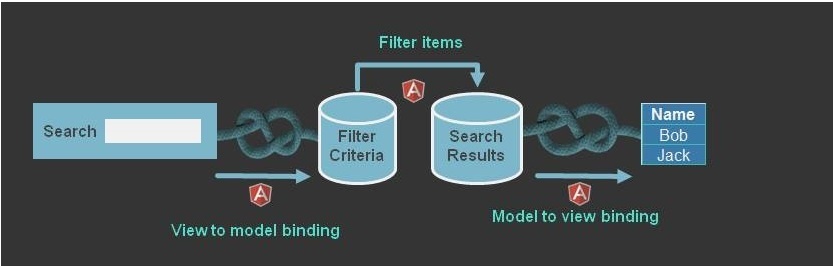 Filter items
Search
Filter
Criteria
Search
Results
Name
Bob
Jack
View to model binding
Model to view binding